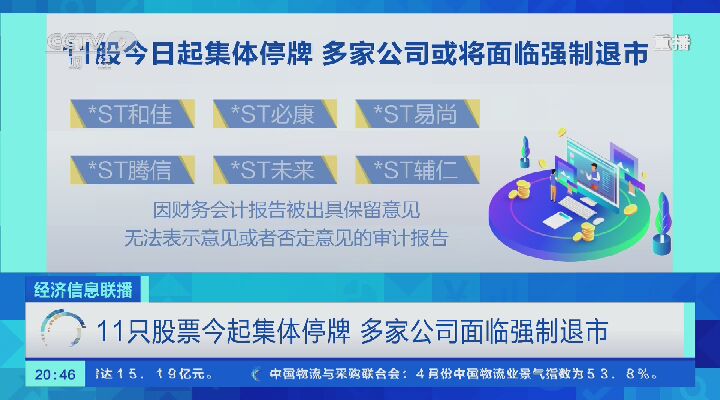 CCTV 2
财经
重播
11股今日起集体停牌 多家公司或将面临强制退市
*ST和佳 *ST必康 *ST易尚
*ST腾信 *ST未来 *ST辅仁
因财务会计报告被出具保留意见
无法表示意见或者否定意见的审计报告
经济信息联播
11只股票今起集体停牌 多家公司面临强制退市
20:46 达15.19亿元。 中国物流与采购联合会:4月份中国物流业景气指数为53.8%。